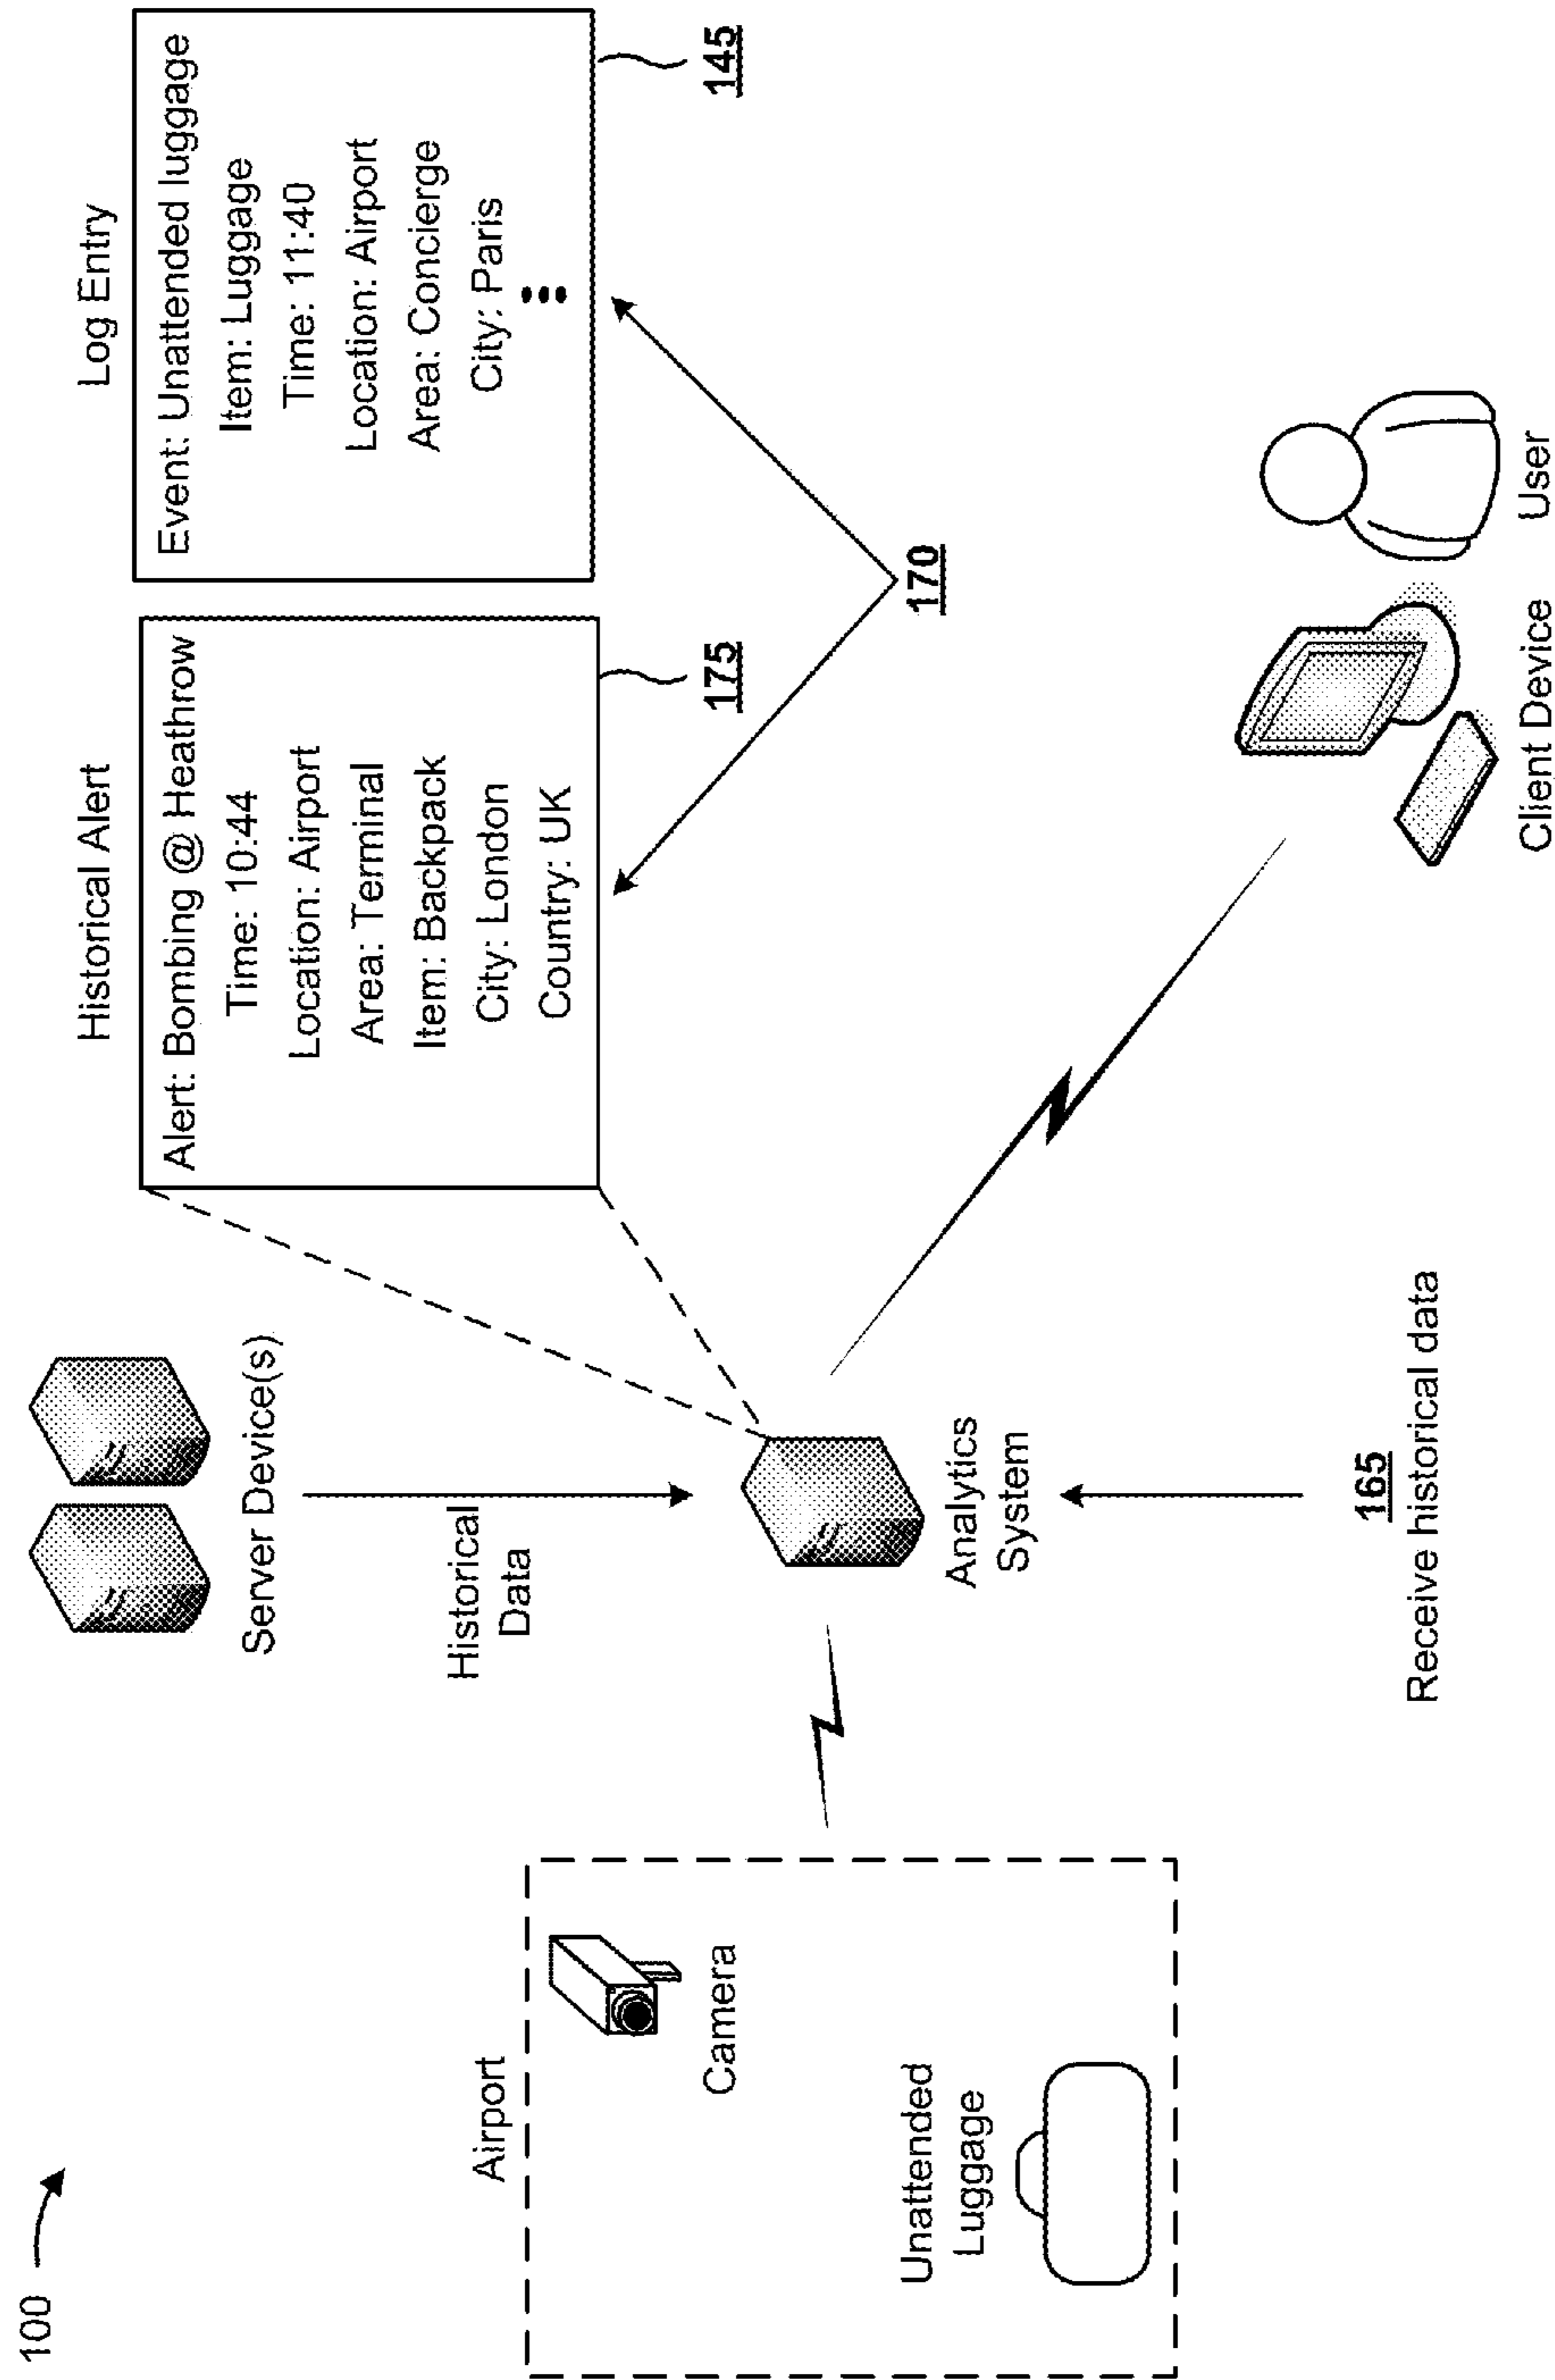 100
Airport
Camera
Unattended
Luggage
Server Device(s)
Historical
Data
Analytics
System
165
Receive historical data
Historical Alert
Alert: Bombing @ Heathrow
Time: 10:44
Location: Airport
Area: Terminal
Item: Backpack
City: London
Country: UK
175
Log Entry
Event: Unattended luggage
Item: Luggage
Time: 11:40
Location: Airport
Area: Concierge
City: Paris
145
170
Client Device
User